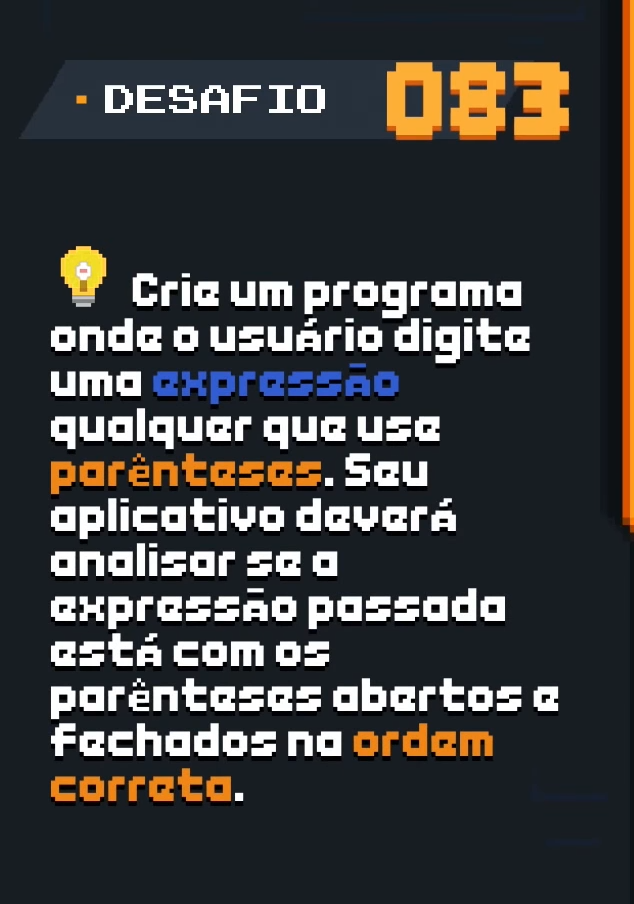 DESAFIO 083
Crie um programa
onde o usuário digite
uma expressão
qualquer que use
parênteses. Seu
aplicativo deverá
analisar se a
expressão passada
está com os
parênteses abertos e
fechados na ordem
correta.